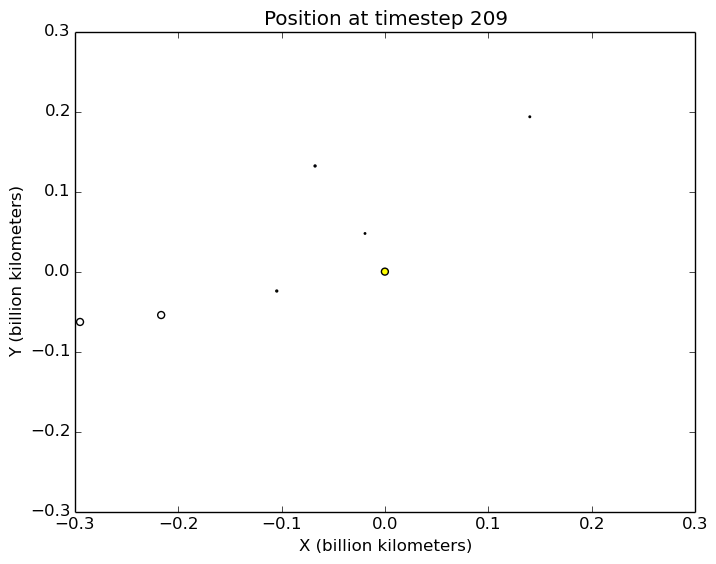 Position at timestep 209
0.3
0.2
0.1
0.0
−0.1
−0.2
−0.3
Y (billion kilometers)
−0.3 −0.2 −0.1 0.0 0.1 0.2 0.3
X (billion kilometers)